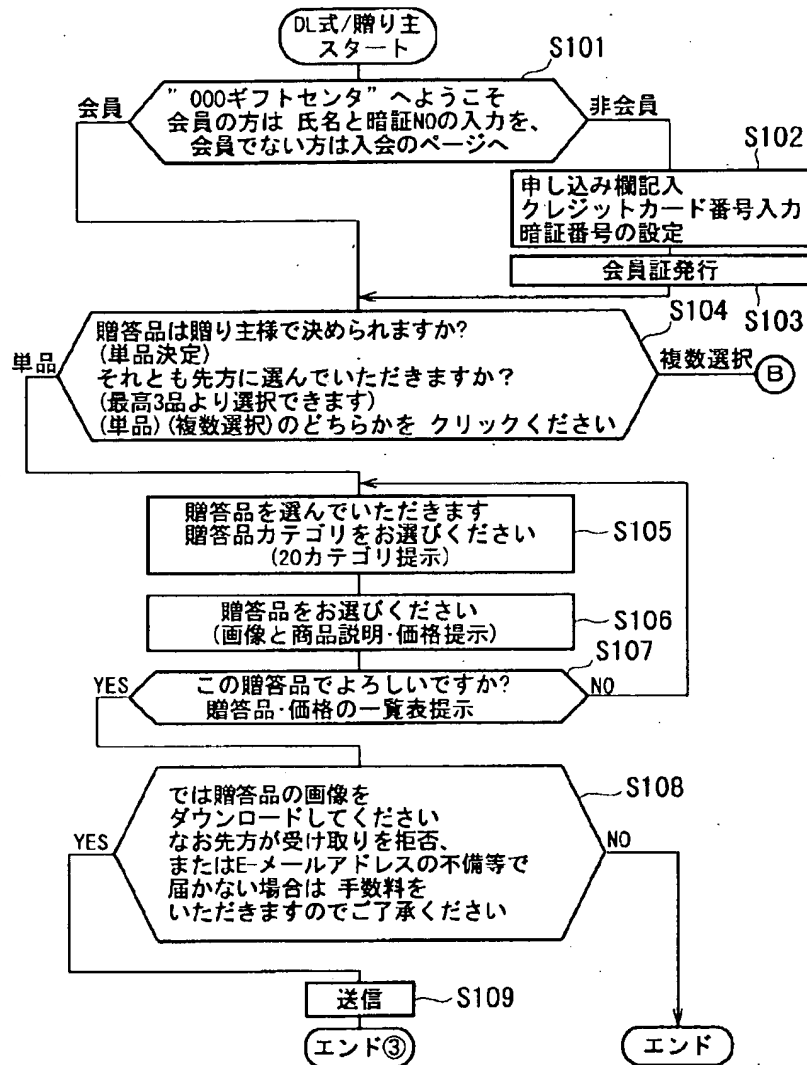 DL式/贈り主
スタート
S101
会員
"000ギフトセンタ"へようこそ
会員の方は 氏名と暗証NOの入力を、
会員でない方は入会のページへ
非会員
S102
申し込み欄記入
クレジットカード番号入力
暗証番号の設定
会員証発行
S103
S104
単品
贈答品は贈り主様で決められますか?
(単品決定)
それとも先方に選んでいただきますか?
(最高3品より選択できます)
(単品)(複数選択)のどちらかを クリックください
複数選択
B
贈答品を選んでいただきます
贈答品カテゴリをお選びください
(20カテゴリ提示)
S105
贈答品をお選びください
(画像と商品説明・価格提示)
S106
S107
YES
この贈答品でよろしいですか?
贈答品・価格の一覧表提示
NO
S108
YES
では贈答品の画像を
ダウンロードしてください
なお先方が受け取りを拒否、
またはE-メールアドレスの不備等で
届かない場合は 手数料を
いただきますのでご了承ください
NO
送信
S109
エンド③
エンド